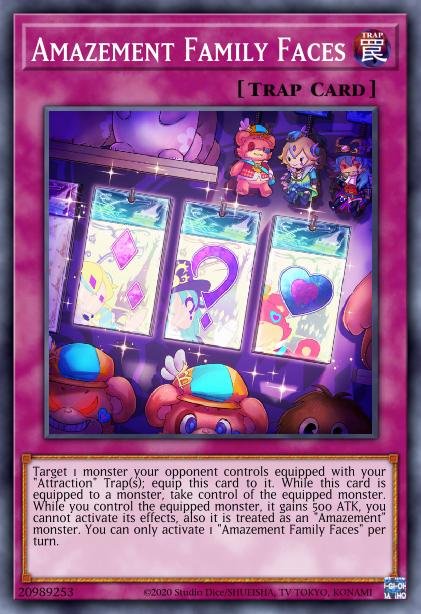 AMAZEMENT FAMILY FACES
TRAP
罠
[TRAP CARD]
B
Target 1 monster your opponent controls equipped with your
"Attraction" Trap(s); equip this card to it. While this card is
equipped to a monster, take control of the equipped monster.
While you control the equipped monster, it gains 500 ATK, you
cannot activate its effects, also it is treated as an "Amazement"
monster. You can only activate 1 "Amazement Family Faces" per
turn.
20989253
©2020 Studio Dice/SHUEISHA, TV TOKYO, KONAMI